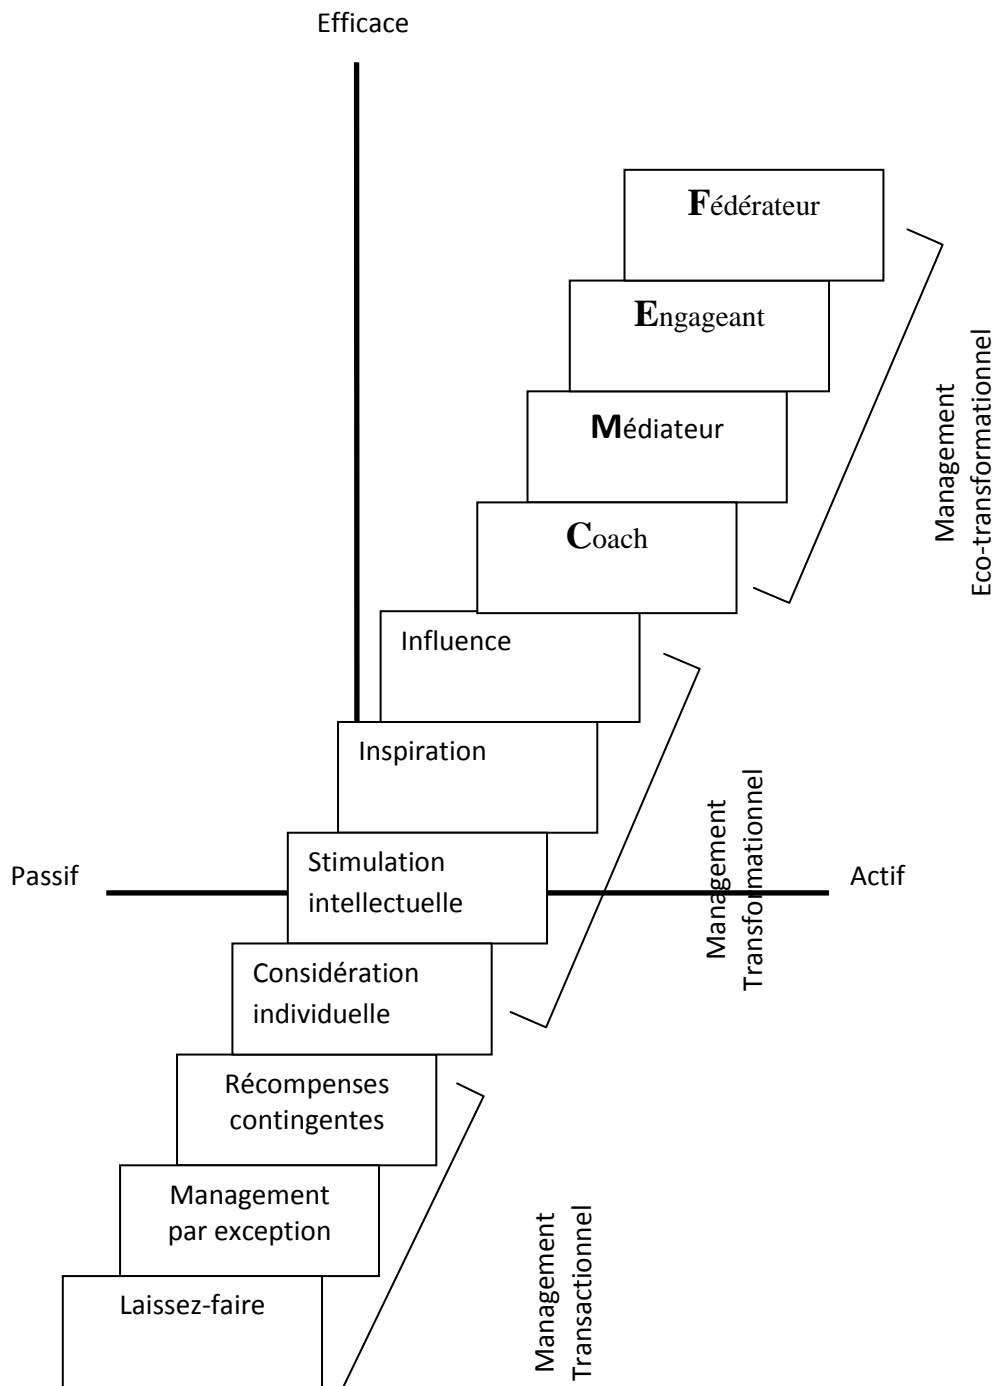 Efficace
Fédérateur
Engageant
Médiateur
Coach
Management
Eco-transformationnel
Influence
Inspiration
Passif
Stimulation
intellectuelle
Actif
Management
Transformationnel
Considération
individuelle
Récompenses
contingentes
Management
par exception
Management
Transactionnel
Laissez-faire